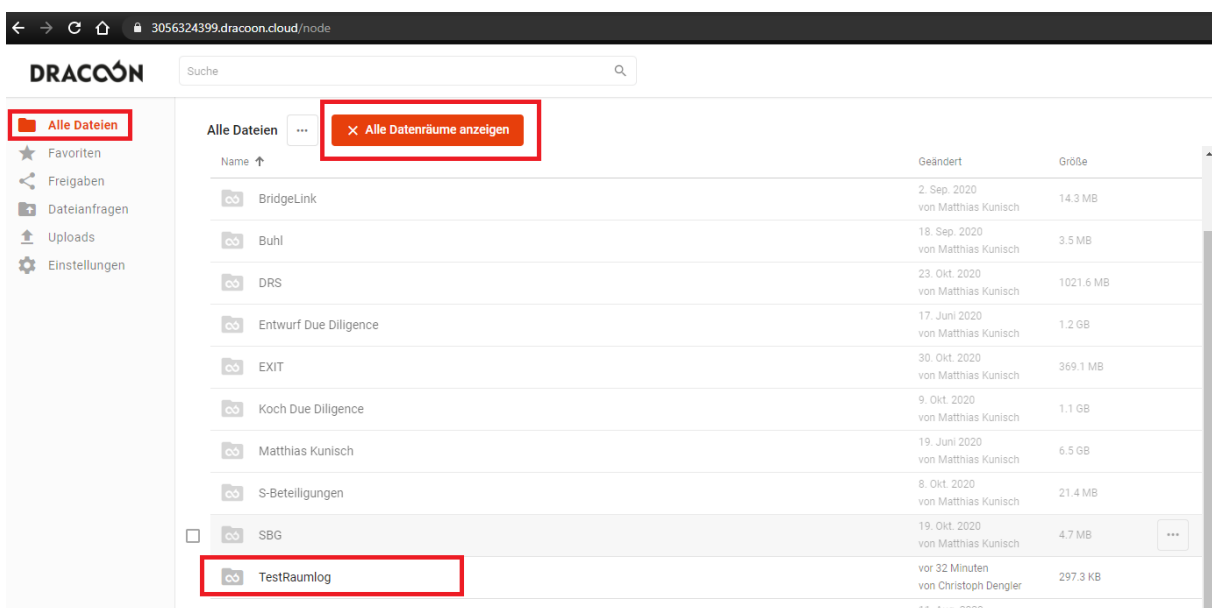 3056324399.dracoon.cloud/node
DRACOON
Suche
Alle Dateien
Favoriten
Freigaben
Dateianfragen
Uploads
Einstellungen
Alle Dateien ... × Alle Datenräume anzeigen
Name ↑ Geändert Größe
BridgeLink 2. Sep. 2020 14.3 MB
von Matthias Kunisch
Buhl 18. Sep. 2020 3.5 MB
von Matthias Kunisch
DRS 23. Okt. 2020 1021.6 MB
von Matthias Kunisch
Entwurf Due Diligence 17. Juni 2020 1.2 GB
von Matthias Kunisch
EXIT 30. Okt. 2020 369.1 MB
von Matthias Kunisch
Koch Due Diligence 9. Okt. 2020 1.1 GB
von Matthias Kunisch
Matthias Kunisch 19. Juni 2020 6.5 GB
von Matthias Kunisch
S-Beteiligungen 8. Okt. 2020 21.4 MB
von Matthias Kunisch
SBG 19. Okt. 2020 4.7 MB ...
von Matthias Kunisch
TestRaumlog vor 32 Minuten 297.3 KB
von Christoph Dengler